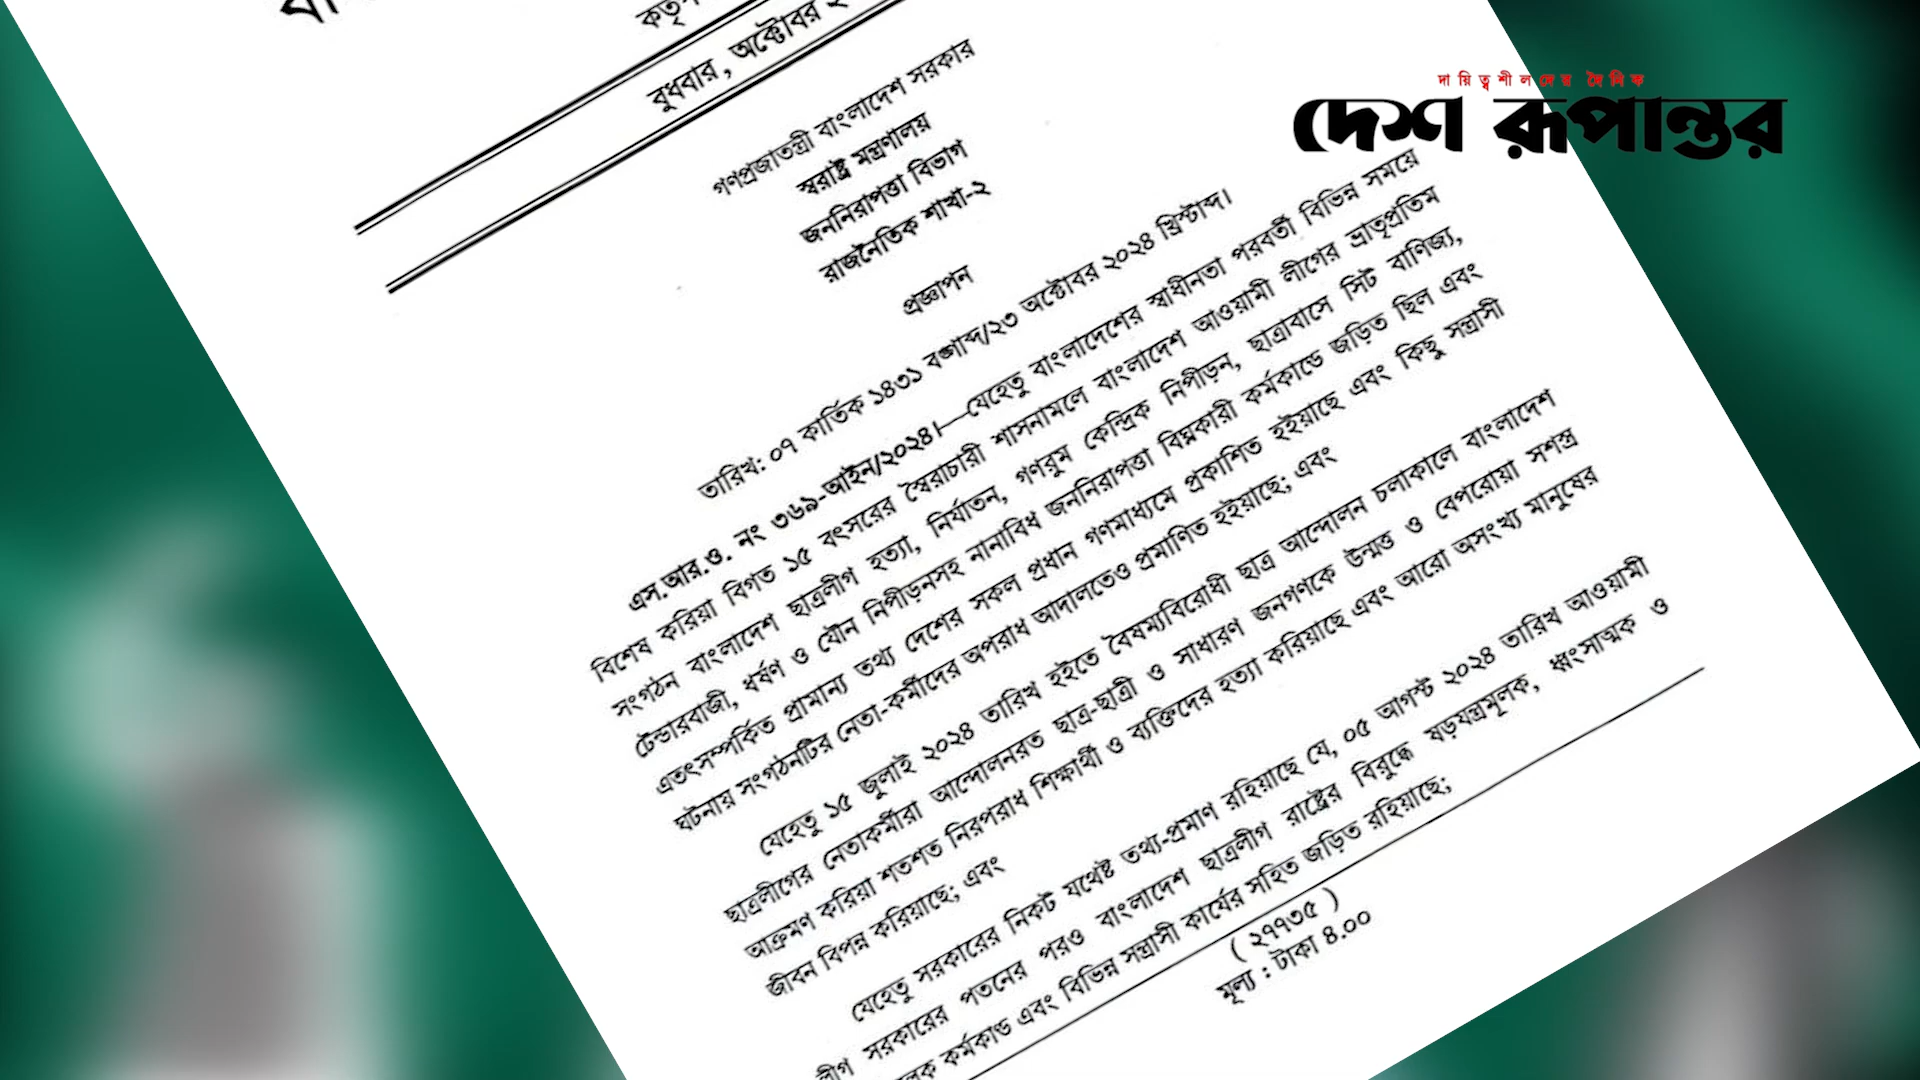 কর্তৃপ
বুধবার, অক্টোবর ২
গণপ্রজাতন্ত্রী বাংলাদেশ সরকার
স্বরাষ্ট্র মন্ত্রণালয়
জননিরাপত্তা বিভাগ
রাজনৈতিক শাখা-২
প্রজ্ঞাপন
তারিখ: ০৭ কার্তিক ১৪৩১ বঙ্গাব্দ/২৩ অক্টোবর ২০২৪ খ্রিস্টাব্দ।
এস.আর.ও. নং ৩৬৯-আইন/২০২৪।—যেহেতু বাংলাদেশের স্বাধীনতা পরবর্তী বিভিন্ন সময়ে
বিশেষ করিয়া বিগত ১৫ বৎসরের স্বৈরাচারী শাসনামলে বাংলাদেশ আওয়ামী লীগের ভ্রাতৃপ্রতিম
সংগঠন বাংলাদেশ ছাত্রলীগ হত্যা, নির্যাতন, গণরুম কেন্দ্রিক নিপীড়ন, ছাত্রাবাসে সিট বাণিজ্য,
টেন্ডারবাজী, ধর্ষণ ও যৌন নিপীড়নসহ নানাবিধ জননিরাপত্তা বিঘ্নকারী কর্মকান্ডে জড়িত ছিল এবং
এতৎসম্পর্কিত প্রামান্য তথ্য দেশের সকল প্রধান গণমাধ্যমে প্রকাশিত হইয়াছে এবং কিছু সন্ত্রাসী
ঘটনায় সংগঠনটির নেতা-কর্মীদের অপরাধ আদালতেও প্রমাণিত হইয়াছে; এবং
যেহেতু ১৫ জুলাই ২০২৪ তারিখ হইতে বৈষম্যবিরোধী ছাত্র আন্দোলন চলাকালে বাংলাদেশ
ছাত্রলীগের নেতাকর্মীরা আন্দোলনরত ছাত্র-ছাত্রী ও সাধারণ জনগণকে উন্মত্ত ও বেপরোয়া সশস্ত্র
আক্রমণ করিয়া শতশত নিরপরাধ শিক্ষার্থী ও ব্যক্তিদের হত্যা করিয়াছে এবং আরো অসংখ্য মানুষের
জীবন বিপন্ন করিয়াছে; এবং
যেহেতু সরকারের নিকট যথেষ্ট তথ্য-প্রমাণ রহিয়াছে যে, ০৫ আগস্ট ২০২৪ তারিখ আওয়ামী
লীগ সরকারের পতনের পরও বাংলাদেশ ছাত্রলীগ রাষ্ট্রের বিরুদ্ধে ষড়যন্ত্রমূলক, ধ্বংসাত্মক ও
কর্মকান্ড এবং বিভিন্ন সন্ত্রাসী কার্যের সহিত জড়িত রহিয়াছে;
( ২৭৭৩৫ )
মূল্য : টাকা ৪.০০
দায়িত্বশীলদের দৈনিক
দেশ রূপান্তর